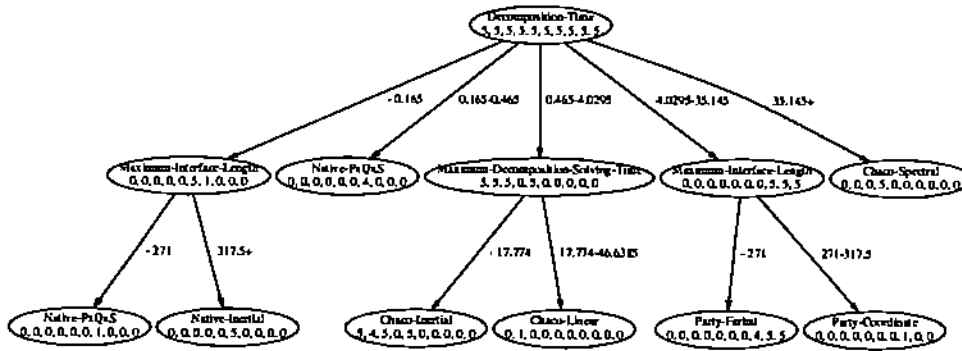 Decomposition-Time
5, 5, 5, 5, 5, 5, 5, 5, 5, 5
- 0.165
0.165-0.465
0.465-4.0295
4.0295-35.145
35.145+
Maximum-Interface-Length
0, 0, 0, 0, 0, 5, 1, 0, 0, 0
Native-PxQxS
0, 0, 0, 0, 0, 0, 4, 0, 0, 0
Maximum-Decomposition-Solving-Time
5, 5, 5, 0, 5, 0, 0, 0, 0, 0
Maximum-Interface-Length
0, 0, 0, 0, 0, 0, 0, 5, 5, 5
Chaco-Spectral
0, 0, 0, 5, 0, 0, 0, 0, 0, 0
- 271
317.5+
- 17.774
17.774-46.6385
- 271
271-317.5
Native-PxQxS
0, 0, 0, 0, 0, 0, 1, 0, 0, 0
Native-Inertial
0, 0, 0, 0, 0, 5, 0, 0, 0, 0
Chaco-Inertial
5, 4, 5, 0, 5, 0, 0, 0, 0, 0
Chaco-Linear
0, 1, 0, 0, 0, 0, 0, 0, 0, 0
Party-Farhat
0, 0, 0, 0, 0, 0, 0, 4, 5, 5
Party-Coordinate
0, 0, 0, 0, 0, 0, 0, 1, 0, 0